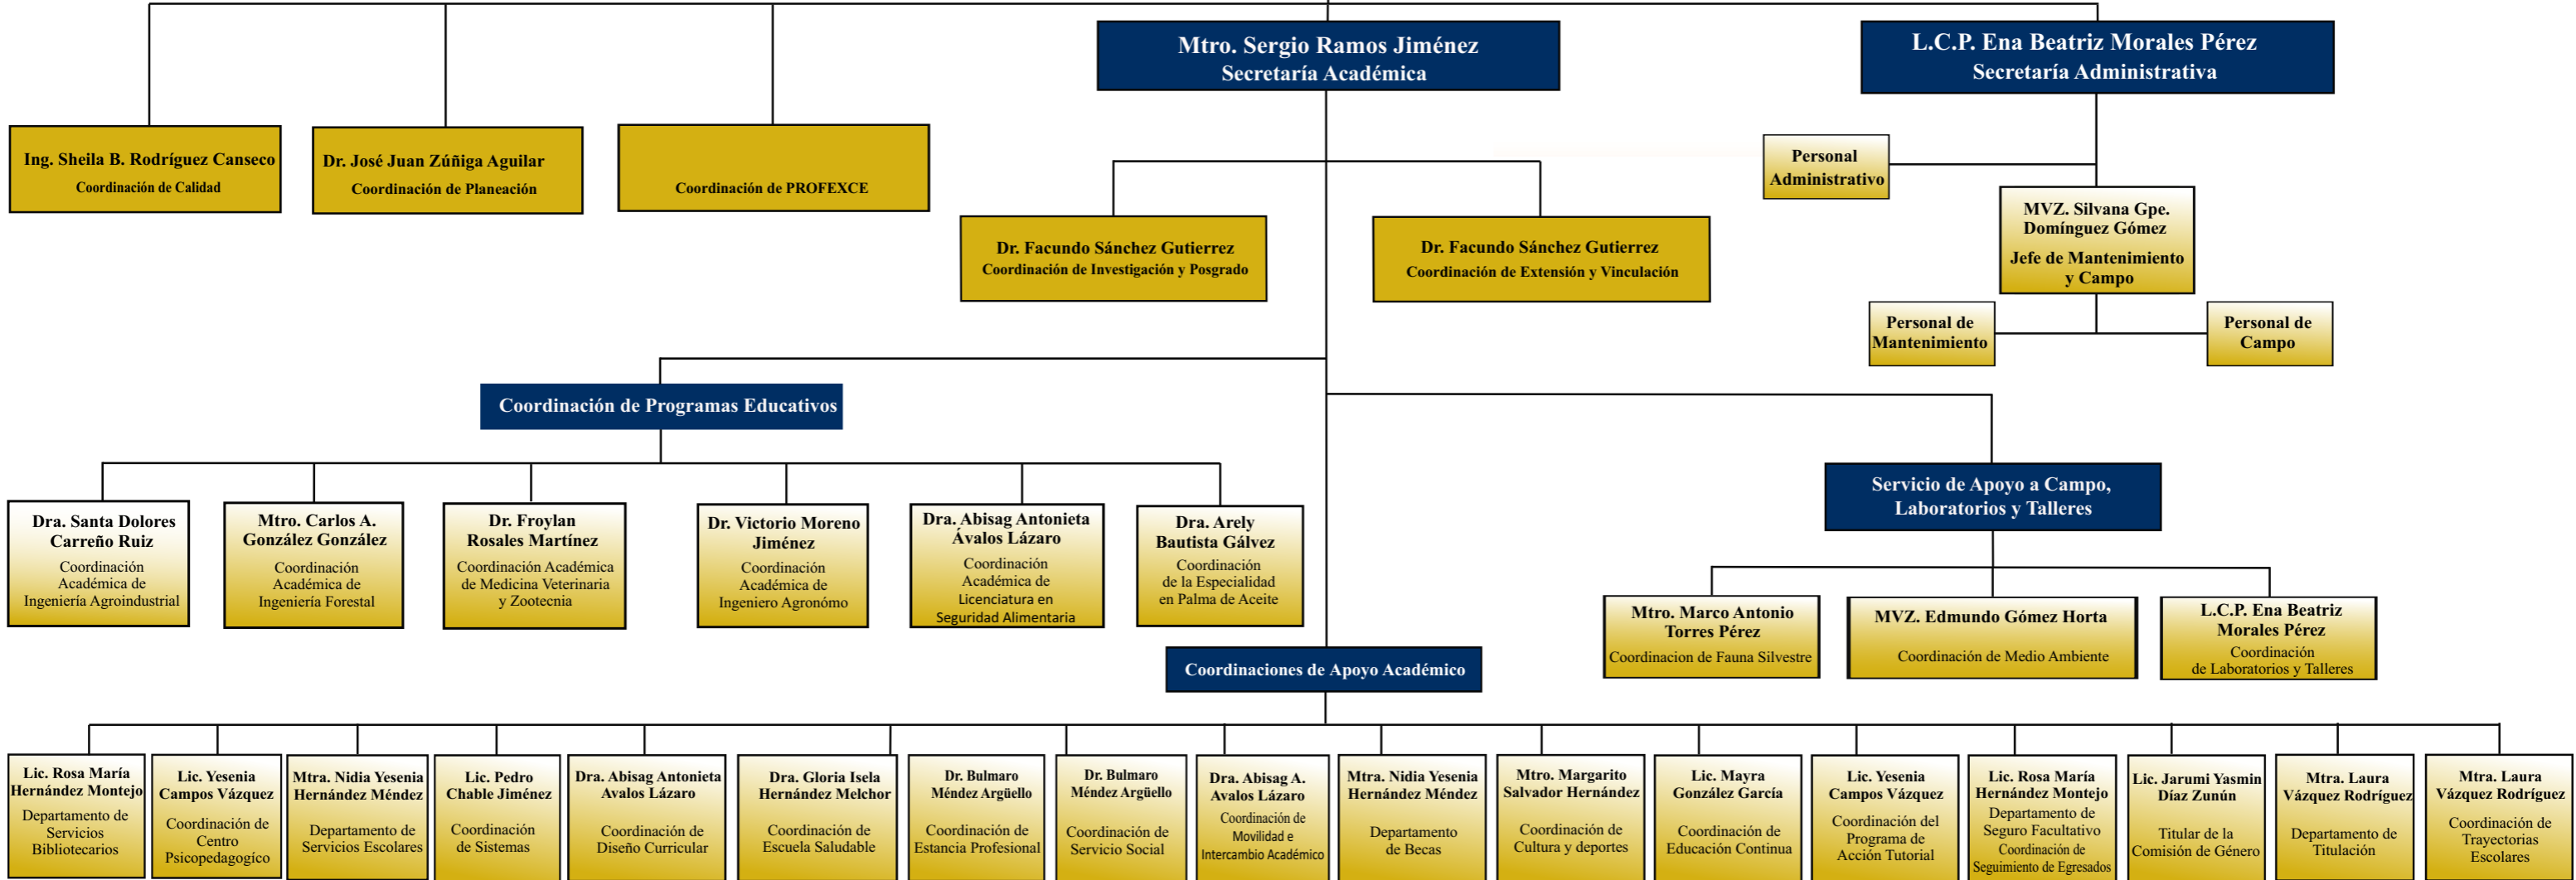 Mtro. Sergio Ramos Jiménez
Secretaría Académica
L.C.P. Ena Beatriz Morales Pérez
Secretaría Administrativa
Ing. Sheila B. Rodríguez Canseco
Coordinación de Calidad
Dr. José Juan Zúñiga Aguilar
Coordinación de Planeación
Coordinación de PROFEXCE
Personal
Administrativo
MVZ. Silvana Gpe.
Domínguez Gómez
Jefe de Mantenimiento
y Campo
Dr. Facundo Sánchez Gutierrez
Coordinación de Investigación y Posgrado
Dr. Facundo Sánchez Gutierrez
Coordinación de Extensión y Vinculación
Personal de
Mantenimiento
Personal de
Campo
Coordinación de Programas Educativos
Servicio de Apoyo a Campo,
Laboratorios y Talleres
Dra. Santa Dolores
Carreño Ruiz
Coordinación
Académica de
Ingeniería Agroindustrial
Mtro. Carlos A.
González González
Coordinación
Académica de
Ingeniería Forestal
Dr. Froylan
Rosales Martínez
Coordinación Académica
de Medicina Veterinaria
y Zootecnia
Dr. Victorio Moreno
Jiménez
Coordinación
Académica de
Ingeniero Agronómo
Dra. Abisag Antonieta
Ávalos Lázaro
Coordinación
Académica de
Licenciatura en
Seguridad Alimentaria
Dra. Arely
Bautista Gálvez
Coordinación
de la Especialidad
en Palma de Aceite
Mtro. Marco Antonio
Torres Pérez
Coordinacion de Fauna Silvestre
MVZ. Edmundo Gómez Horta
Coordinación de Medio Ambiente
L.C.P. Ena Beatriz
Morales Pérez
Coordinación
de Laboratorios y Talleres
Coordinaciones de Apoyo Académico
Lic. Rosa María
Hernández Montejo
Departamento de
Servicios
Bibliotecarios
Lic. Yesenia
Campos Vázquez
Coordinación de
Centro
Psicopedagogíco
Mtra. Nidia Yesenia
Hernández Méndez
Departamento de
Servicios Escolares
Lic. Pedro
Chable Jiménez
Coordinación
de Sistemas
Dra. Abisag Antonieta
Avalos Lázaro
Coordinación de
Diseño Curricular
Dra. Gloria Isela
Hernández Melchor
Coordinación de
Escuela Saludable
Dr. Bulmaro
Méndez Argüello
Coordinación de
Estancia Profesional
Dr. Bulmaro
Méndez Argüello
Coordinación de
Servicio Social
Dra. Abisag A.
Avalos Lázaro
Coordinación de
Movilidad e
Intercambio Académico
Mtra. Nidia Yesenia
Hernández Méndez
Departamento
de Becas
Mtro. Margarito
Salvador Hernández
Coordinación de
Cultura y deportes
Lic. Mayra
González García
Coordinación de
Educación Continua
Lic. Yesenia
Campos Vázquez
Coordinación del
Programa de
Acción Tutorial
Lic. Rosa María
Hernández Montejo
Departamento de
Seguro Facultativo
Coordinación de
Seguimiento de Egresados
Lic. Jarumi Yasmin
Díaz Zunún
Titular de la
Comisión de Género
Mtra. Laura
Vázquez Rodríguez
Departamento de
Titulación
Mtra. Laura
Vázquez Rodríguez
Coordinación de
Trayectorias
Escolares